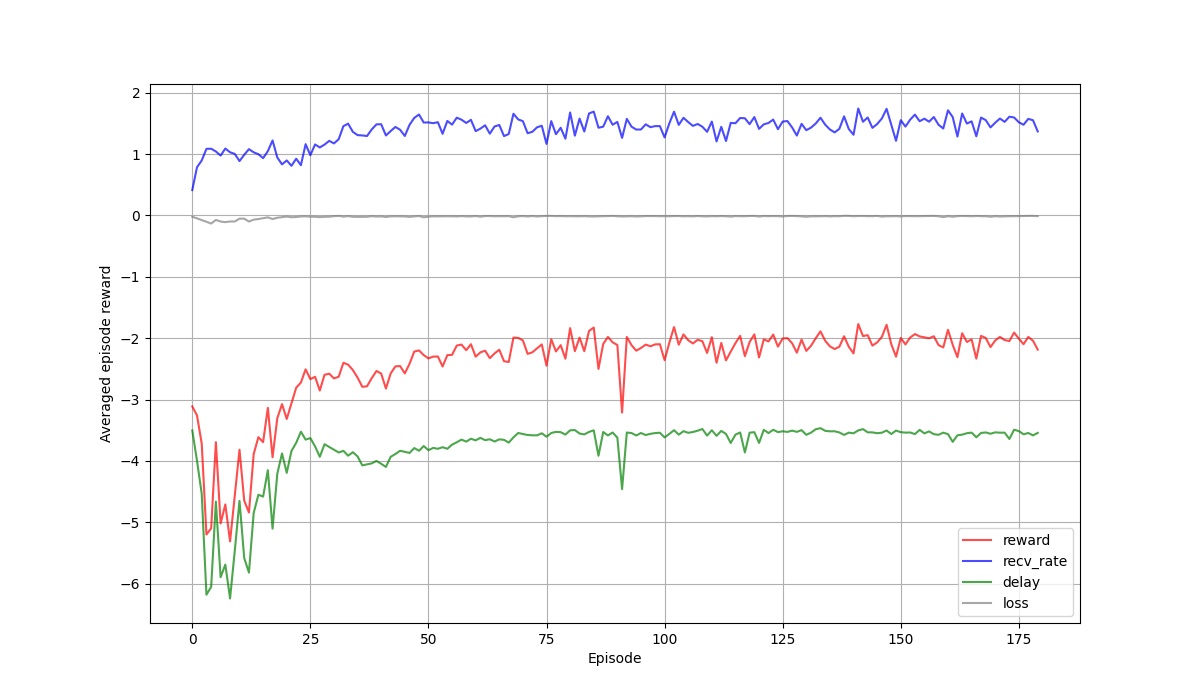 Averaged episode reward
2
1
0
−1
−2
−3
−4
−5
−6
0 25 50 75 100 125 150 175
Episode
reward
recv_rate
delay
loss